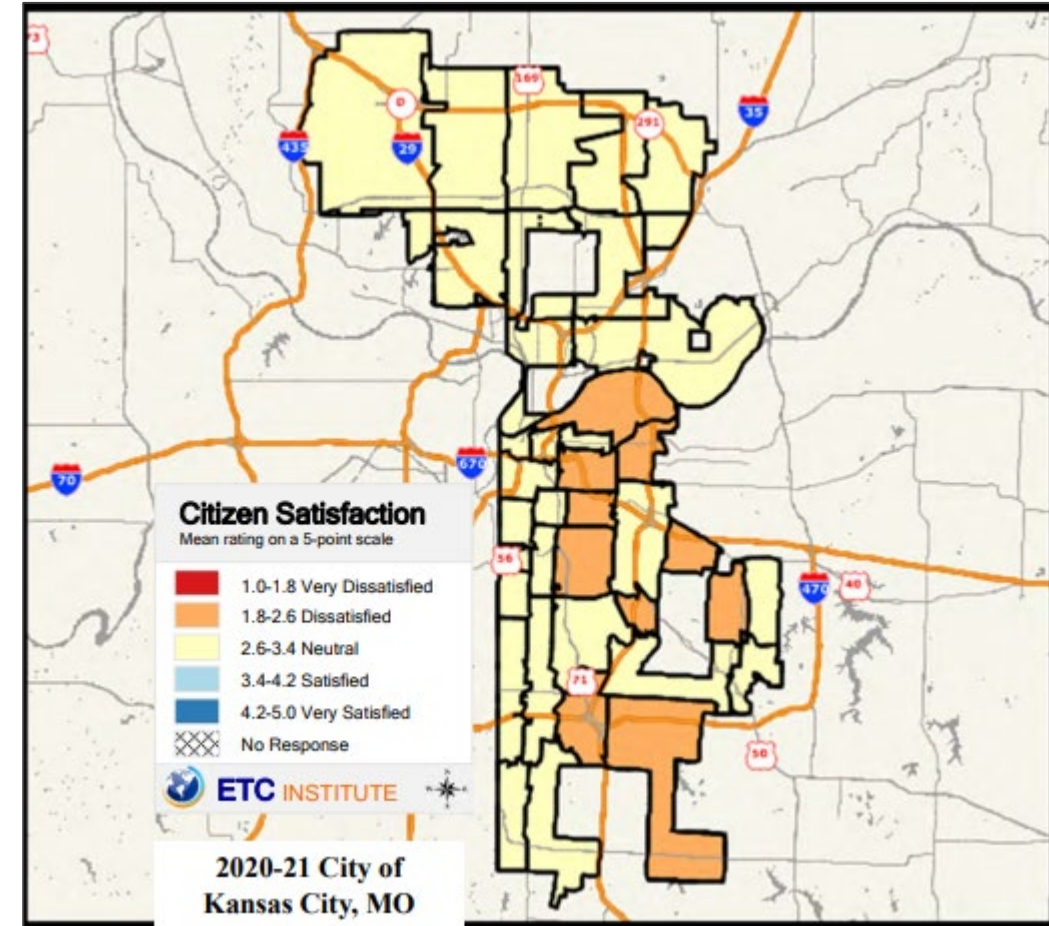 73
169
D
291
35
435
29
670
70
56
470
40
71
50
Citizen Satisfaction
Mean rating on a 5-point scale
1.0-1.8 Very Dissatisfied
1.8-2.6 Dissatisfied
2.6-3.4 Neutral
3.4-4.2 Satisfied
4.2-5.0 Very Satisfied
No Response
ETC INSTITUTE
2020-21 City of
Kansas City, MO